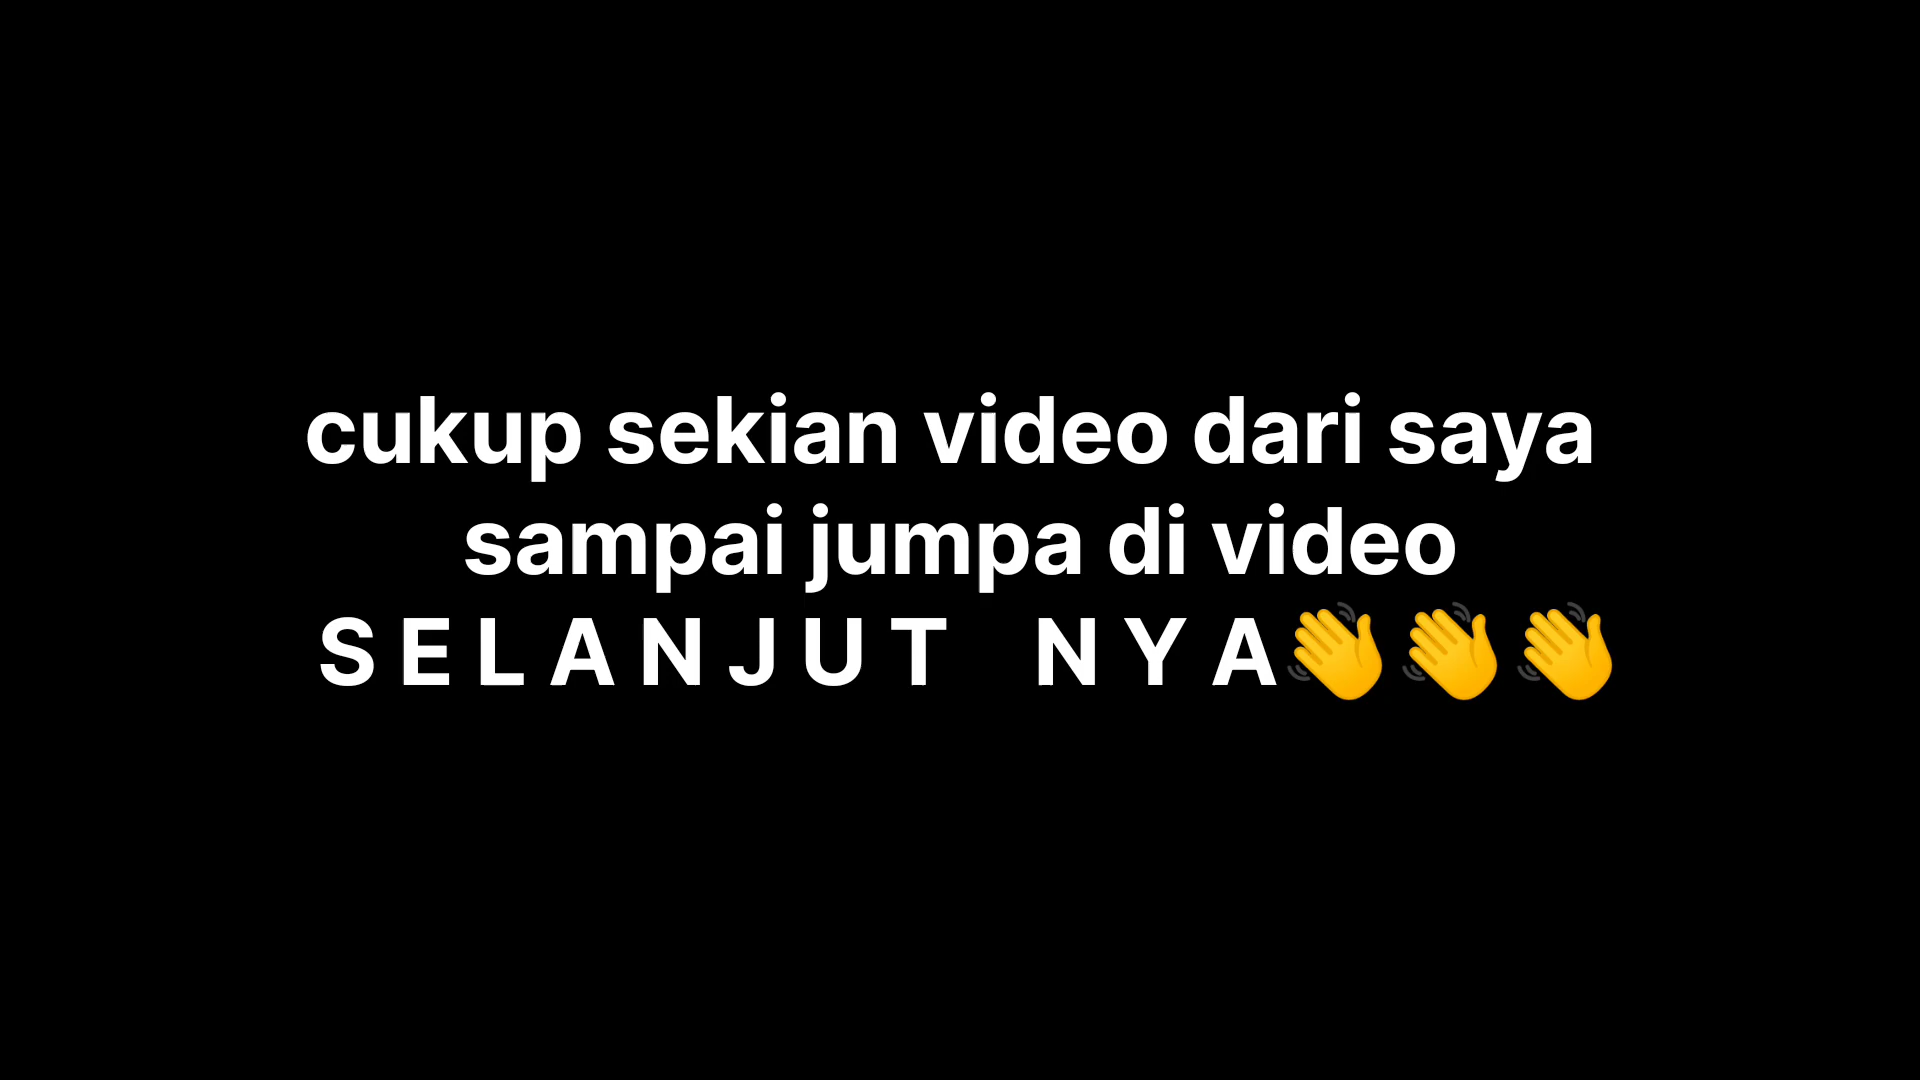 cukup sekian video dari saya
sampai jumpa di video
S E L A N J U T   N Y A👋👋👋